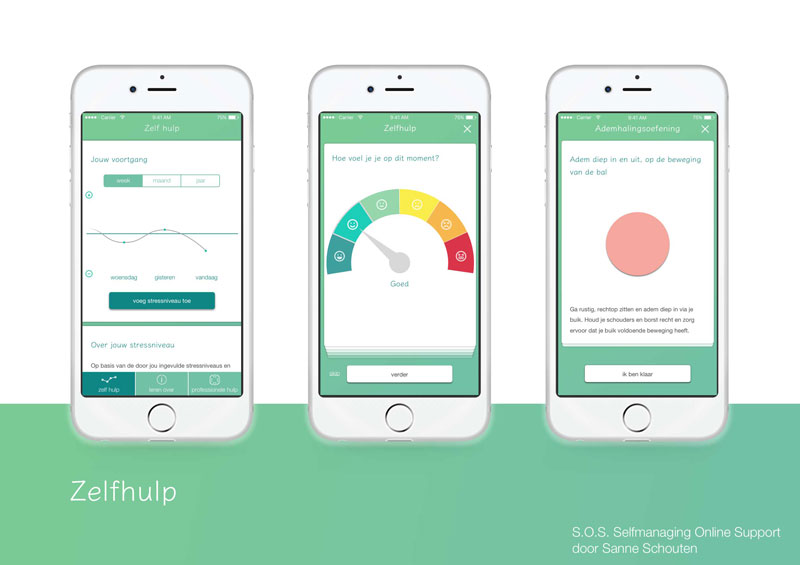 Carrier 9:41 AM 75%
Zelf hulp
Jouw voortgang
week maand jaar
woensdag gisteren vandaag
voeg stressniveau toe
Over jouw stressniveau
Op basis van de door jou ingevulde stressniveaus en
zelf hulp leren over professionele hulp
Carrier 9:41 AM 75%
Zelfhulp
Hoe voel je je op dit moment?
Goed
verder
Carrier 9:41 AM 75%
Ademhalingsoefening
Adem diep in en uit, op de beweging
van de bal
Ga rustig, rechtop zitten en adem diep in via je
buik. Houd je schouders en borst recht en zorg
ervoor dat je buik voldoende beweging heeft.
ik ben klaar
Zelfhulp
S.O.S. Selfmanaging Online Support
door Sanne Schouten